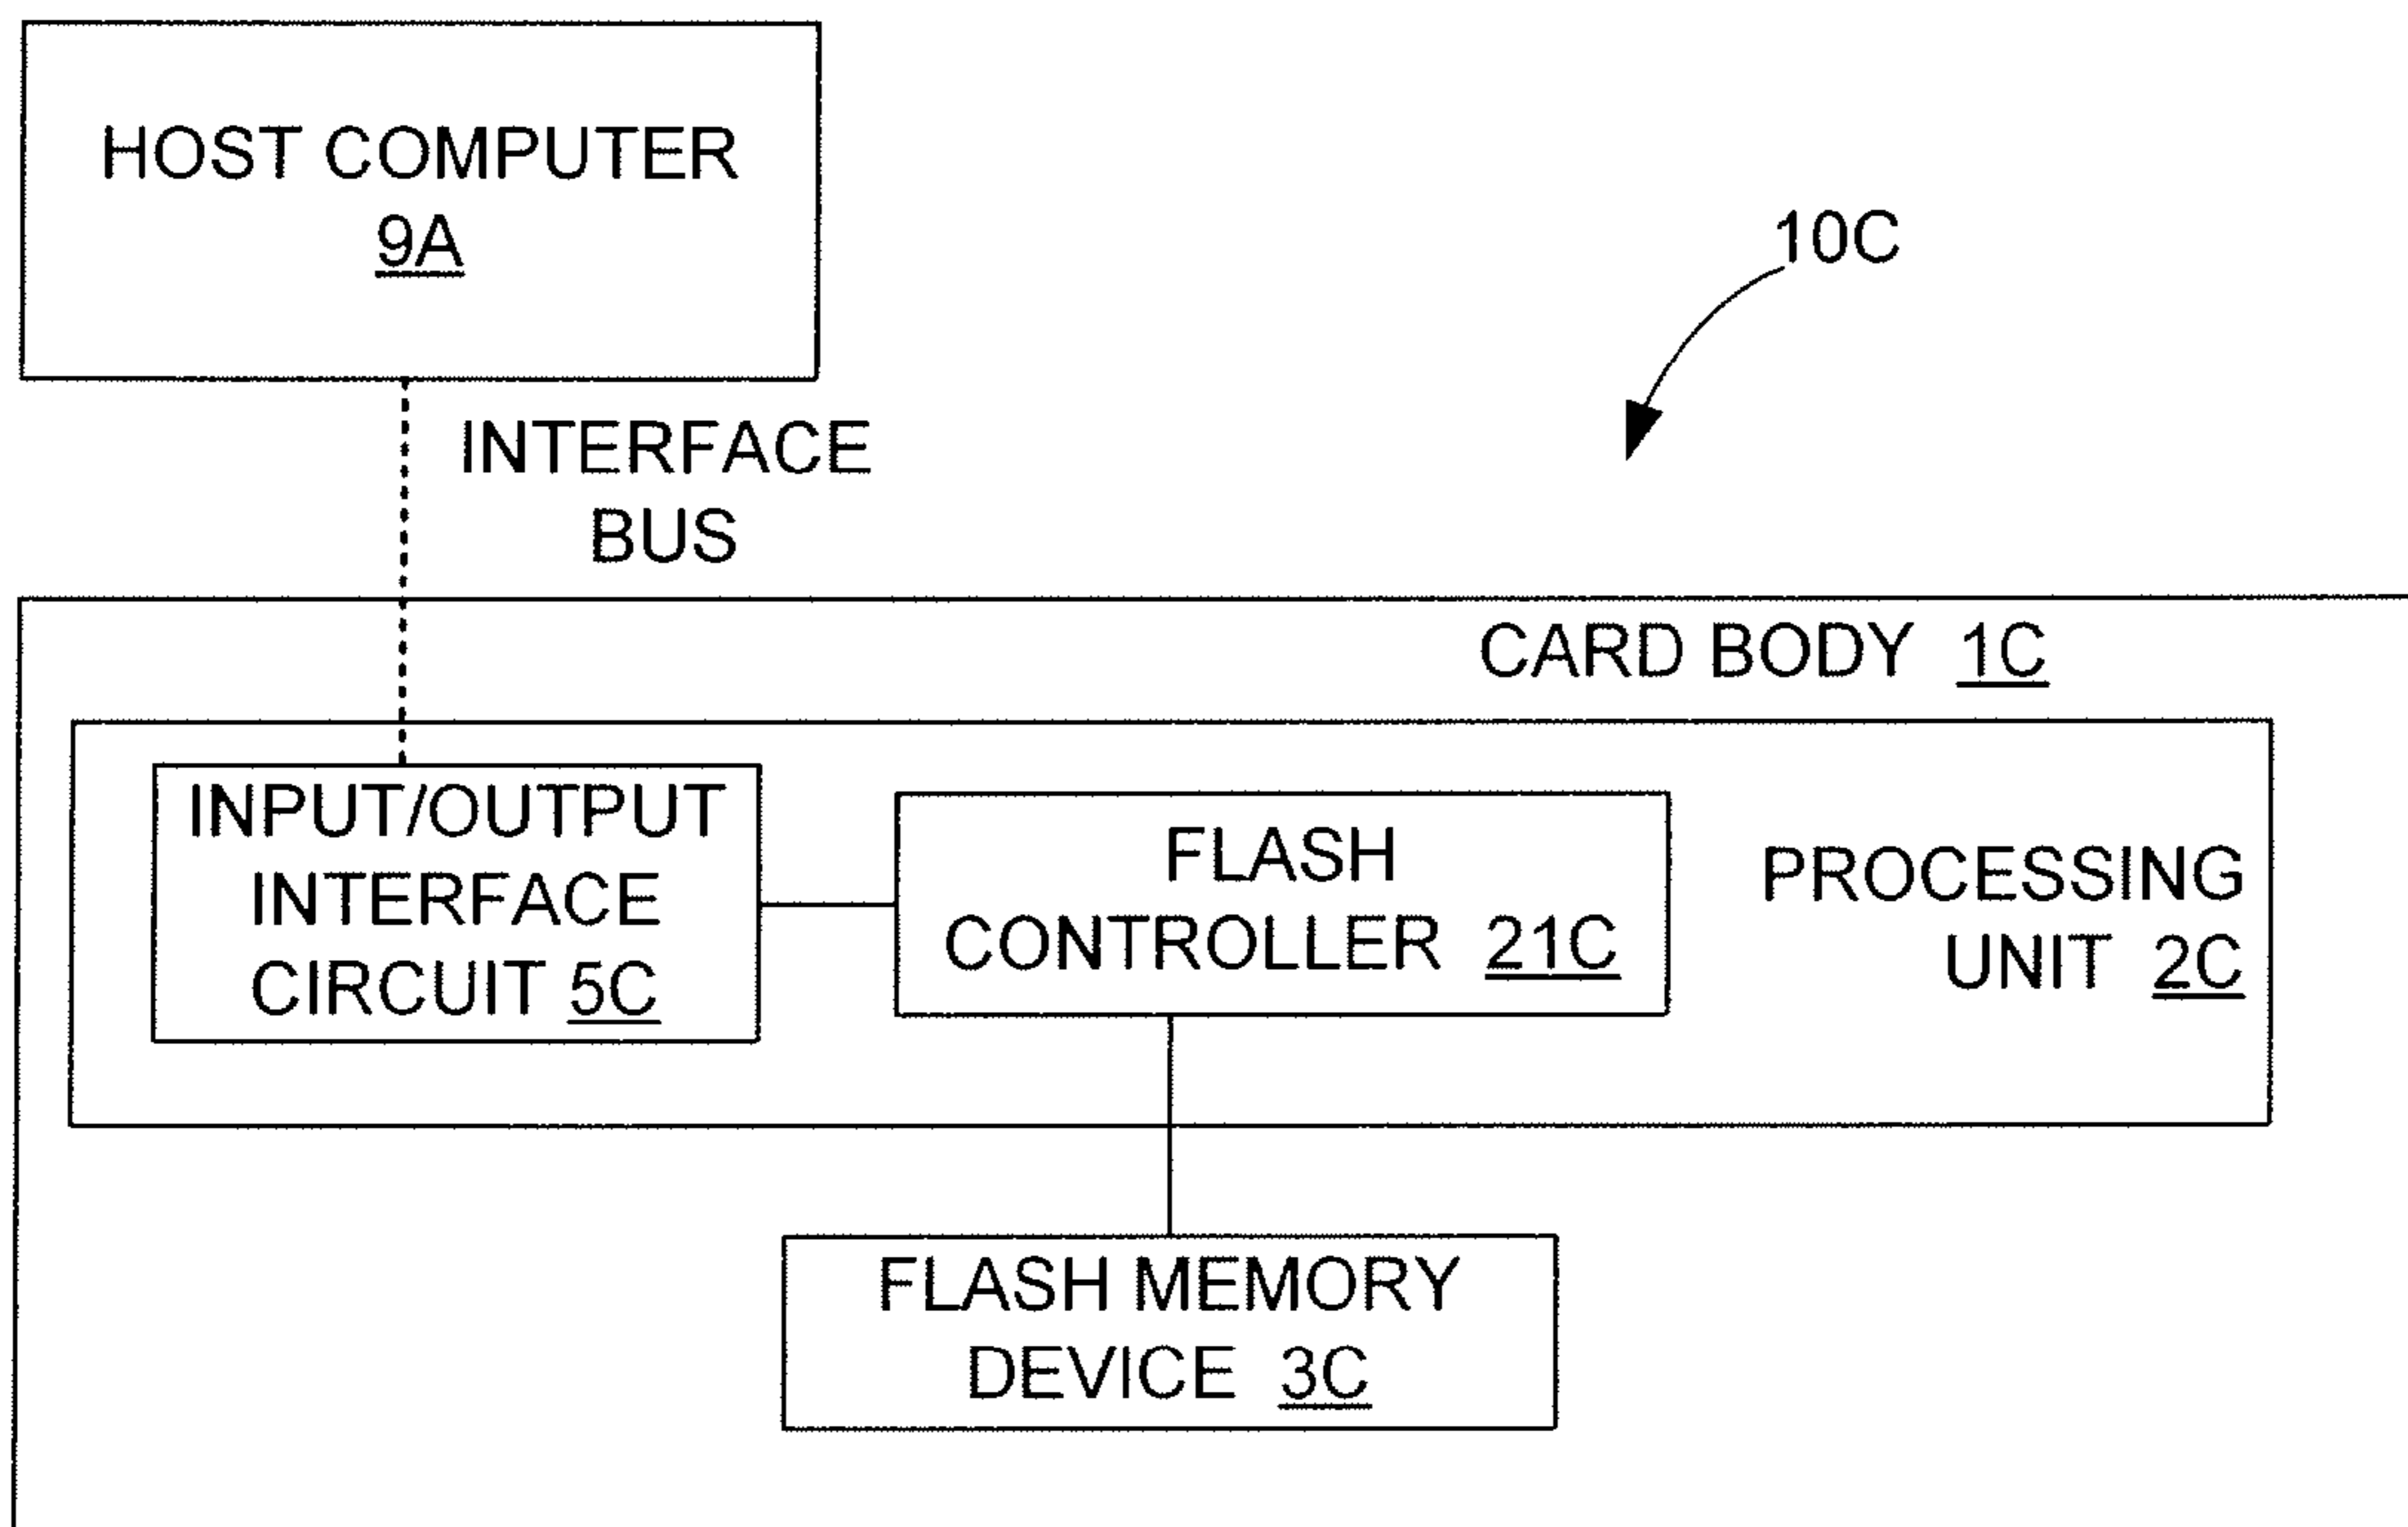 HOST COMPUTER
9A
10C
INTERFACE
BUS
CARD BODY 1C
INPUT/OUTPUT
INTERFACE
CIRCUIT 5C
FLASH
CONTROLLER 21C
PROCESSING
UNIT 2C
FLASH MEMORY
DEVICE 3C